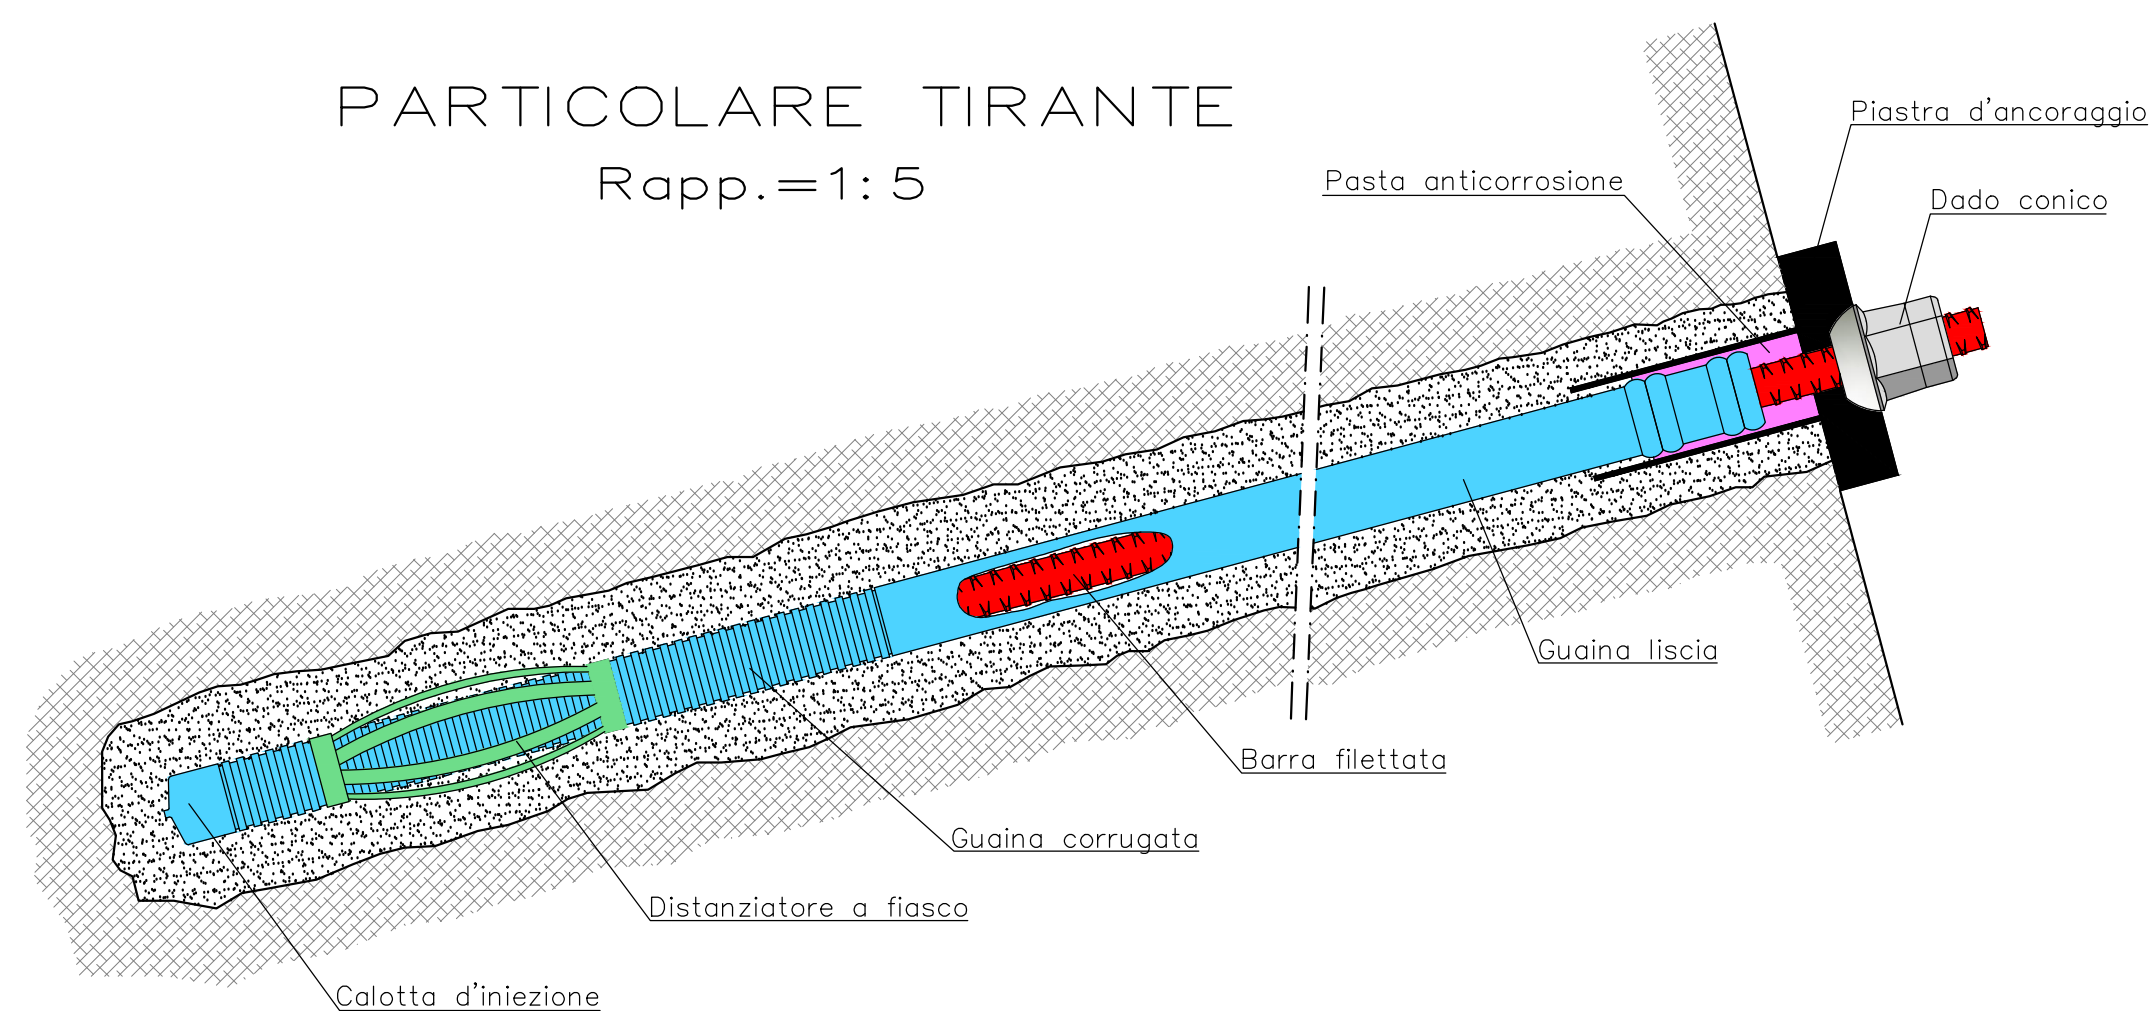 PARTICOLARE TIRANTE
Rapp.=1:5
Piastra d'ancoraggio
Pasta anticorrosione
Dado conico
Guaina liscia
Barra filettata
Guaina corrugata
Distanziatore a fiasco
Calotta d'iniezione